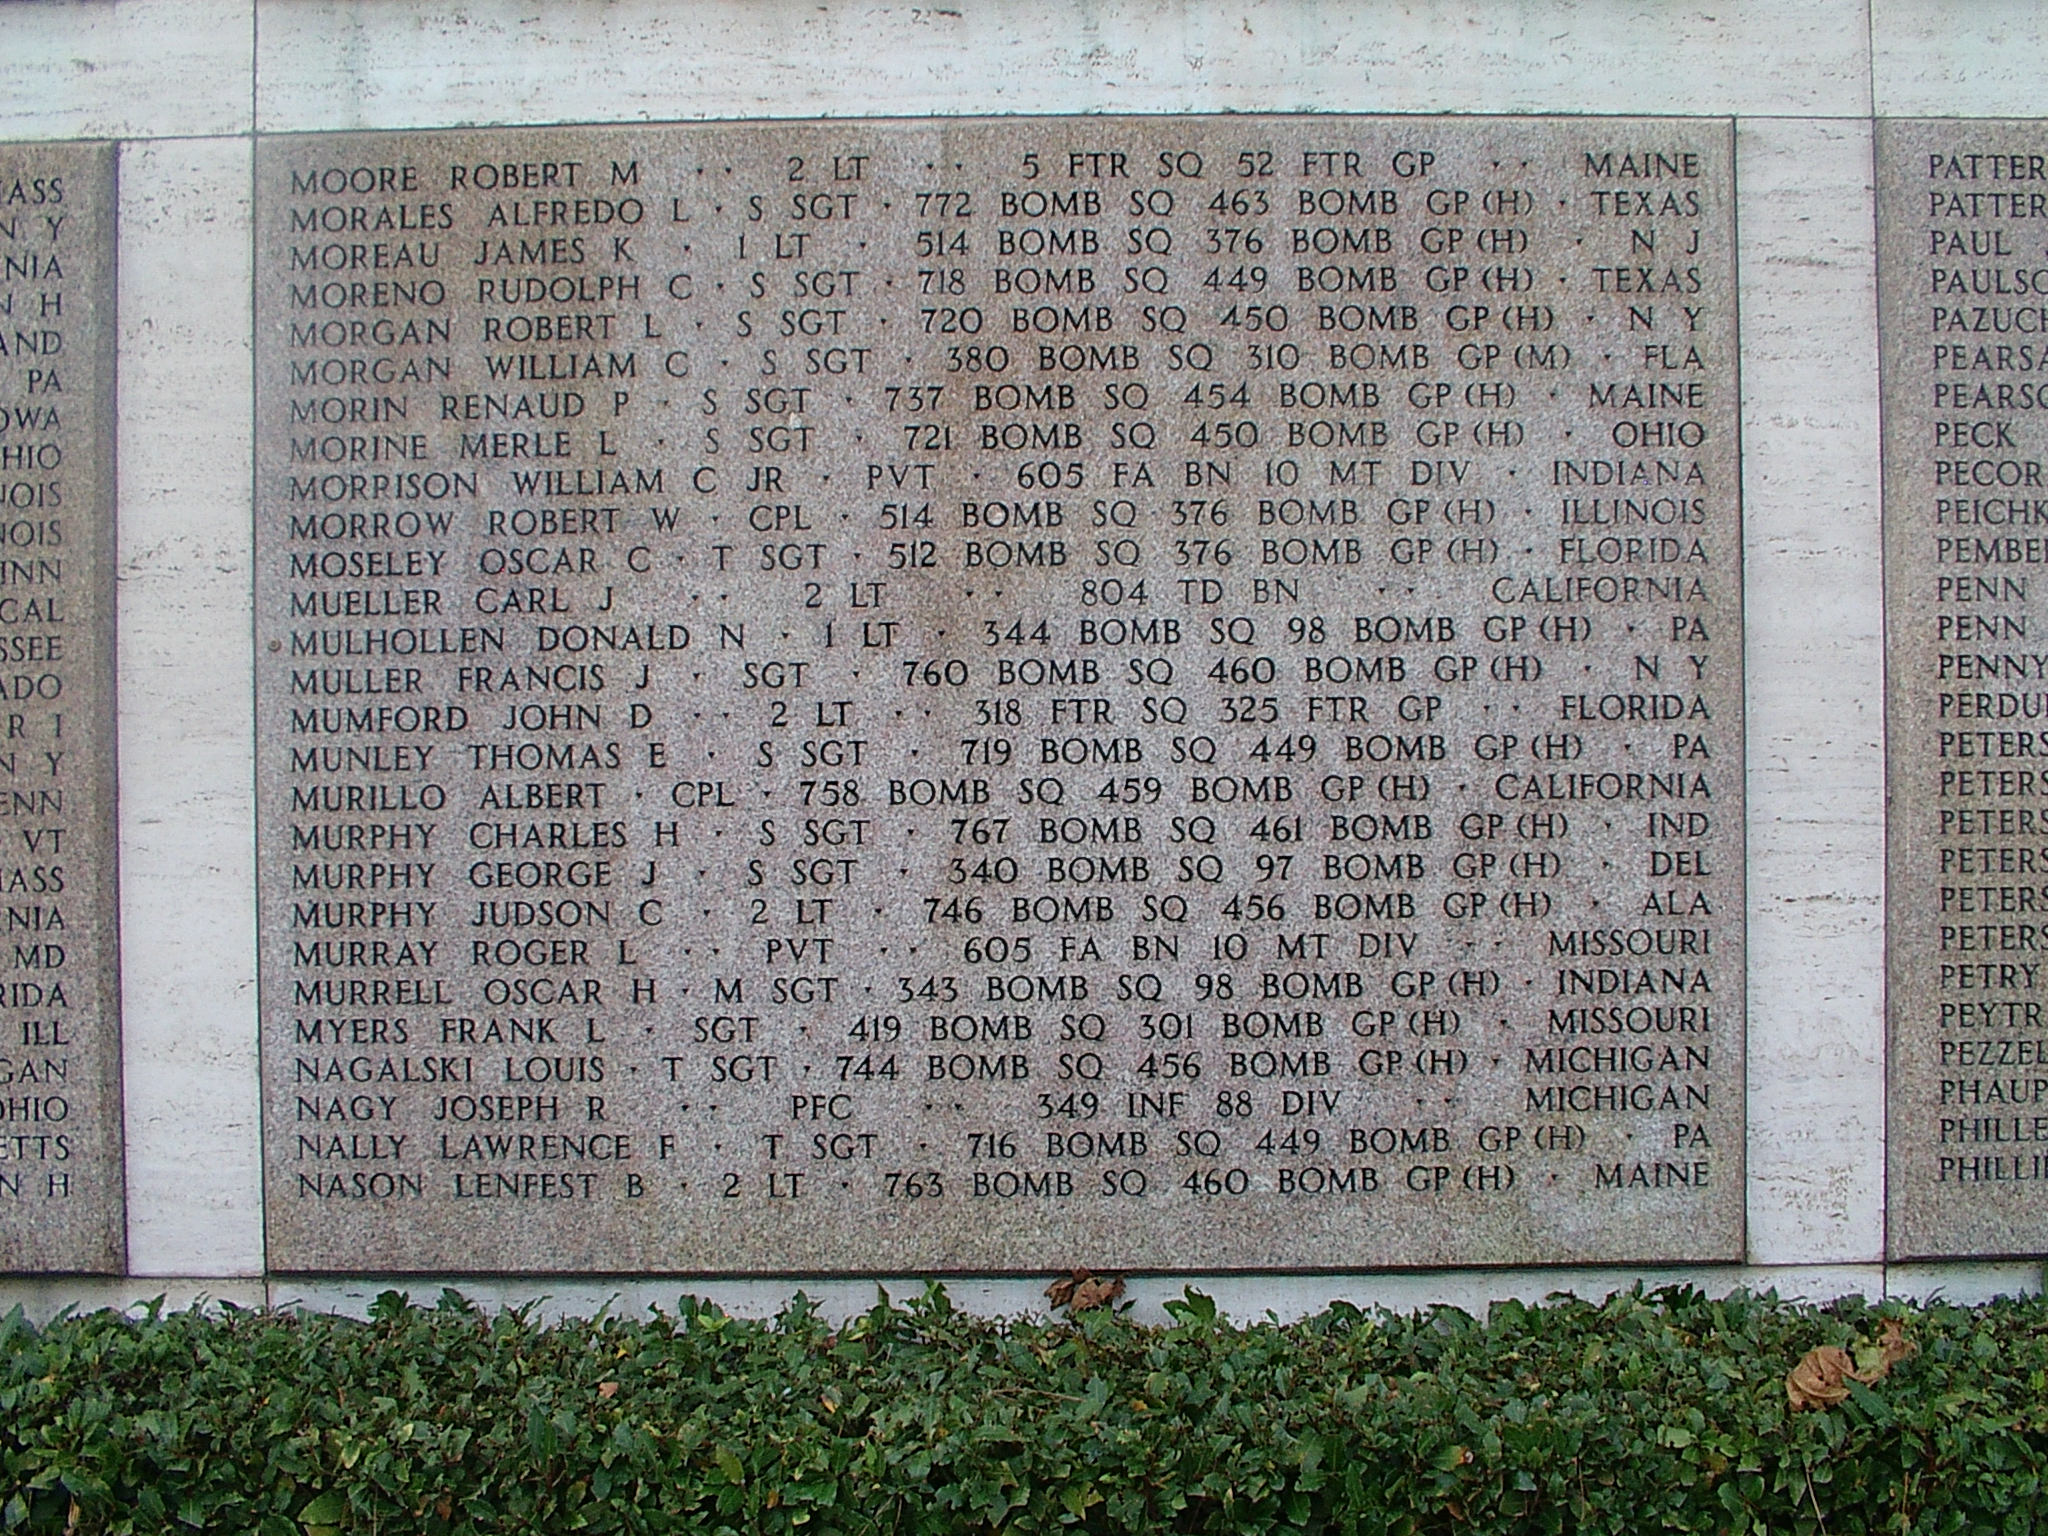 MOORE ROBERT M · · 2 LT · · 5 FTR SQ 52 FTR GP · · MAINE
MORALES ALFREDO L · S SGT · 772 BOMB SQ 463 BOMB GP (H) · TEXAS
MOREAU JAMES K · 1 LT · 514 BOMB SQ 376 BOMB GP (H) · N J
MORENO RUDOLPH C · S SGT · 718 BOMB SQ 449 BOMB GP (H) · TEXAS
MORGAN ROBERT L · S SGT · 720 BOMB SQ 450 BOMB GP (H) · N Y
MORGAN WILLIAM C · S SGT · 380 BOMB SQ 310 BOMB GP (M) · FLA
MORIN RENAUD P · S SGT · 737 BOMB SQ 454 BOMB GP (H) · MAINE
MORINE MERLE L · S SGT · 721 BOMB SQ 450 BOMB GP (H) · OHIO
MORRISON WILLIAM C JR · PVT · 605 FA BN 10 MT DIV · INDIANA
MORROW ROBERT W · CPL · 514 BOMB SQ 376 BOMB GP (H) · ILLINOIS
MOSELEY OSCAR C · T SGT · 512 BOMB SQ 376 BOMB GP (H) · FLORIDA
MUELLER CARL J · · 2 LT · · 804 TD BN · · CALIFORNIA
MULHOLLEN DONALD N · 1 LT · 344 BOMB SQ 98 BOMB GP (H) · PA
MULLER FRANCIS J · SGT · 760 BOMB SQ 460 BOMB GP (H) · N Y
MUMFORD JOHN D · · 2 LT · · 318 FTR SQ 325 FTR GP · · FLORIDA
MUNLEY THOMAS E · S SGT · 719 BOMB SQ 449 BOMB GP (H) · PA
MURILLO ALBERT · CPL · 758 BOMB SQ 459 BOMB GP (H) · CALIFORNIA
MURPHY CHARLES H · S SGT · 767 BOMB SQ 461 BOMB GP (H) · IND
MURPHY GEORGE J · S SGT · 340 BOMB SQ 97 BOMB GP (H) · DEL
MURPHY JUDSON C · 2 LT · 746 BOMB SQ 456 BOMB GP (H) · ALA
MURRAY ROGER L · · PVT · · 605 FA BN 10 MT DIV · · MISSOURI
MURRELL OSCAR H · M SGT · 343 BOMB SQ 98 BOMB GP (H) · INDIANA
MYERS FRANK L · SGT · 419 BOMB SQ 301 BOMB GP (H) · MISSOURI
NAGALSKI LOUIS · T SGT · 744 BOMB SQ 456 BOMB GP (H) · MICHIGAN
NAGY JOSEPH R · · PFC · · 349 INF 88 DIV · · MICHIGAN
NALLY LAWRENCE F · T SGT · 716 BOMB SQ 449 BOMB GP (H) · PA
NASON LENFEST B · 2 LT · 763 BOMB SQ 460 BOMB GP (H) · MAINE
PAUL
PECK
PENN
PENN
PENNY
PETRY